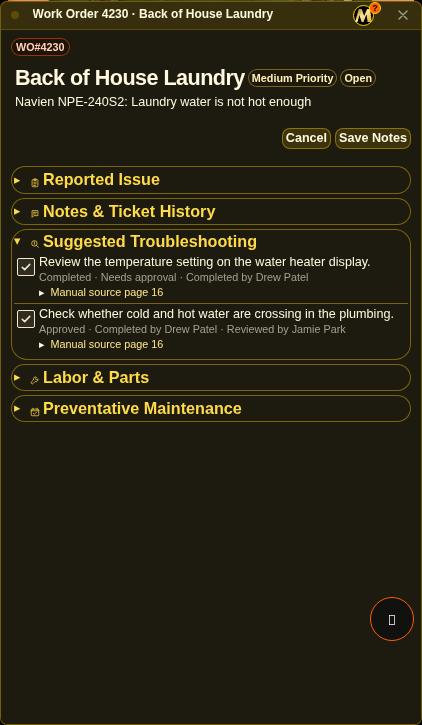 Work Order 4230 · Back of House Laundry
M ?
WO#4230
Back of House Laundry Medium Priority Open
Navien NPE-240S2: Laundry water is not hot enough
Cancel Save Notes
Reported Issue
Notes & Ticket History
Suggested Troubleshooting
Review the temperature setting on the water heater display.
Completed · Needs approval · Completed by Drew Patel
Manual source page 16
Check whether cold and hot water are crossing in the plumbing.
Approved · Completed by Drew Patel · Reviewed by Jamie Park
Manual source page 16
Labor & Parts
Preventative Maintenance